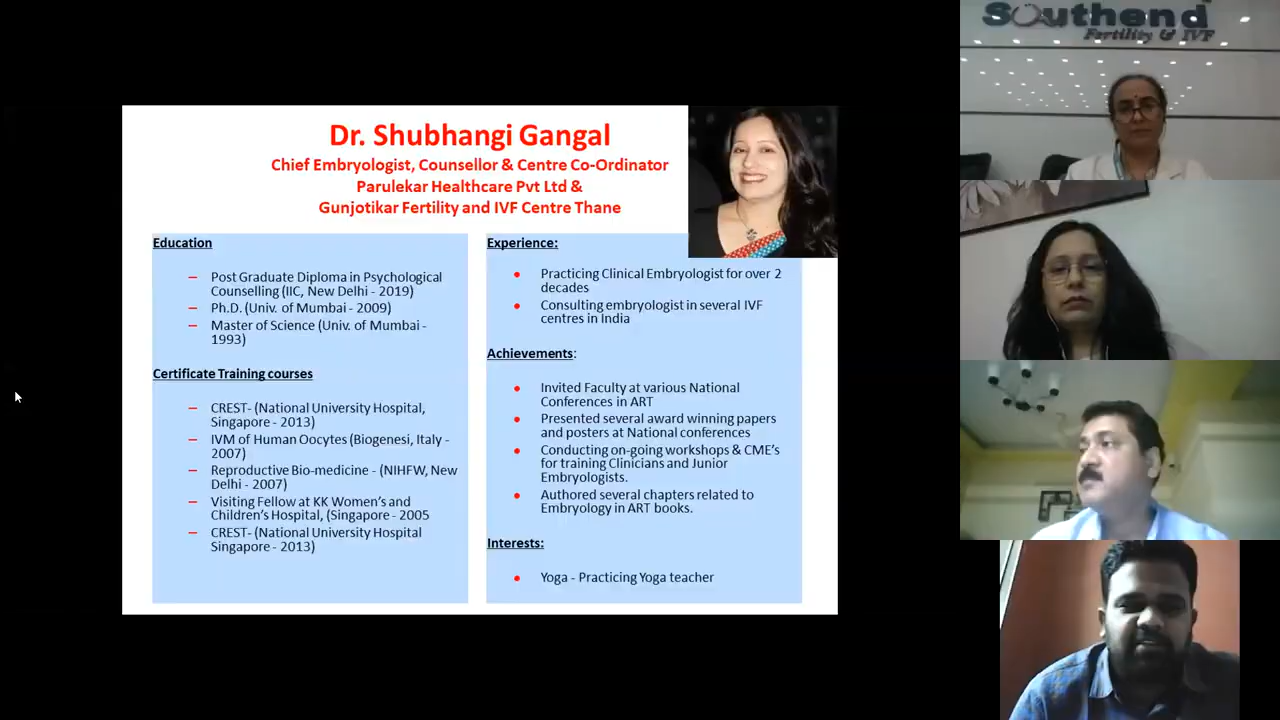 Dr. Shubhangi Gangal
Chief Embryologist, Counsellor & Centre Co-Ordinator
Parulekar Healthcare Pvt Ltd &
Gunjotikar Fertility and IVF Centre Thane
Education
– Post Graduate Diploma in Psychological
Counselling (IIC, New Delhi - 2019)
– Ph.D. (Univ. of Mumbai - 2009)
– Master of Science (Univ. of Mumbai -
1993)
Certificate Training courses
– CREST- (National University Hospital,
Singapore - 2013)
– IVM of Human Oocytes (Biogenesi, Italy -
2007)
– Reproductive Bio-medicine - (NIHFW, New
Delhi - 2007)
– Visiting Fellow at KK Women's and
Children's Hospital, (Singapore - 2005
– CREST- (National University Hospital
Singapore - 2013)
Experience:
• Practicing Clinical Embryologist for over 2
decades
• Consulting embryologist in several IVF
centres in India
Achievements:
• Invited Faculty at various National
Conferences in ART
• Presented several award winning papers
and posters at National conferences
• Conducting on-going workshops & CME's
for training Clinicians and Junior
Embryologists.
• Authored several chapters related to
Embryology in ART books.
Interests:
• Yoga - Practicing Yoga teacher
Southend
Fertility & IVF